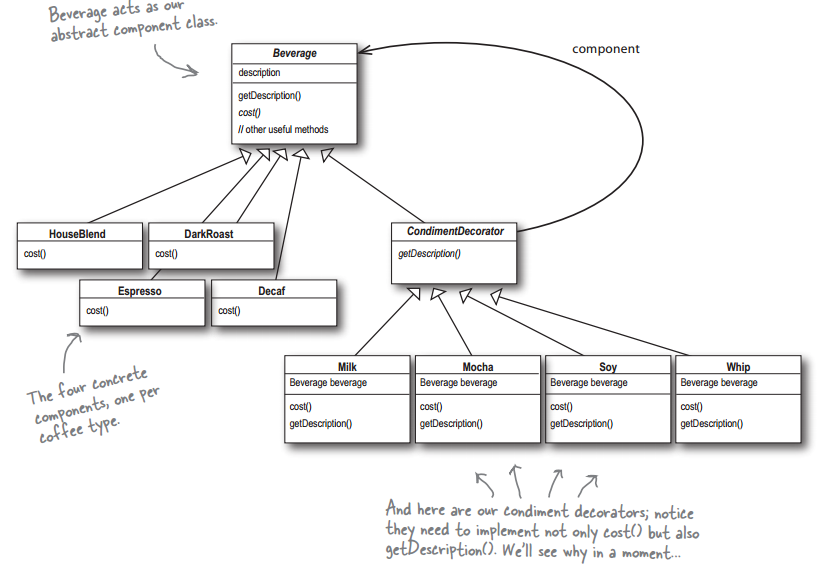 Beverage acts as our
abstract component class.
component
Beverage
description
getDescription()
cost()
// other useful methods
HouseBlend
cost()
DarkRoast
cost()
CondimentDecorator
getDescription()
Espresso
cost()
Decaf
cost()
The four concrete
components, one per
coffee type.
Milk
Beverage beverage
cost()
getDescription()
Mocha
Beverage beverage
cost()
getDescription()
Soy
Beverage beverage
cost()
getDescription()
Whip
Beverage beverage
cost()
getDescription()
And here are our condiment decorators; notice
they need to implement not only cost() but also
getDescription(). We'll see why in a moment...